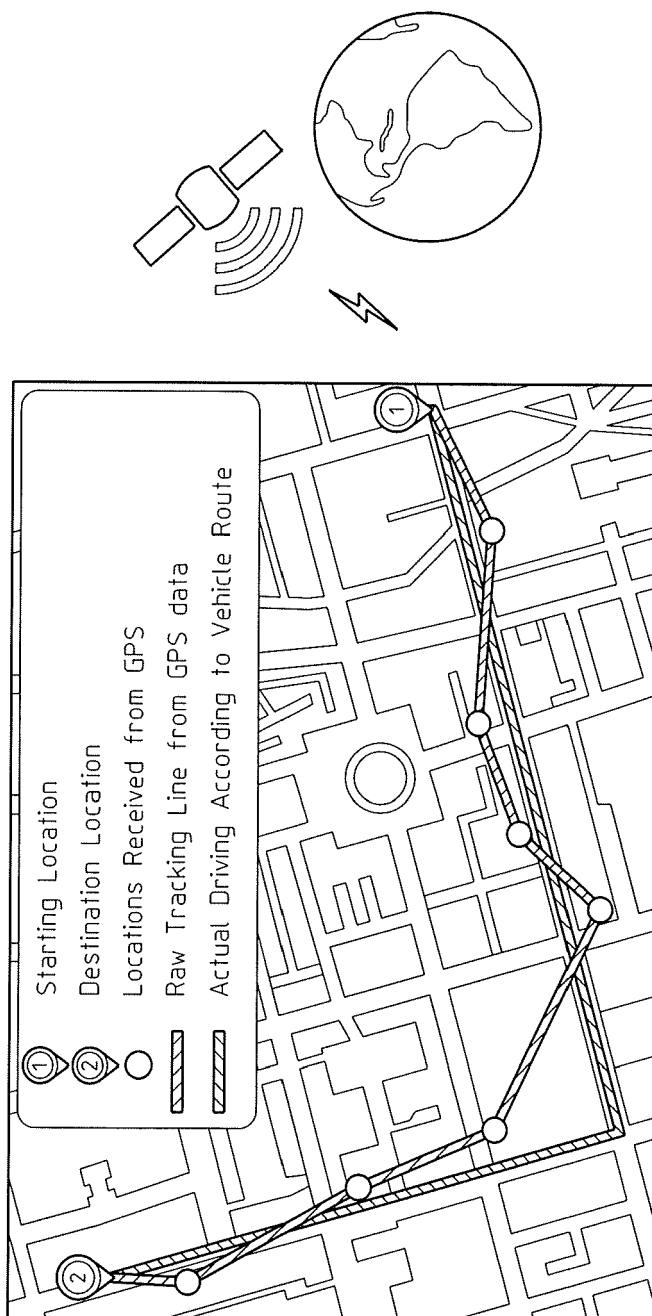 1 Starting Location
2 Destination Location
Locations Received from GPS
Raw Tracking Line from GPS data
Actual Driving According to Vehicle Route
1
2